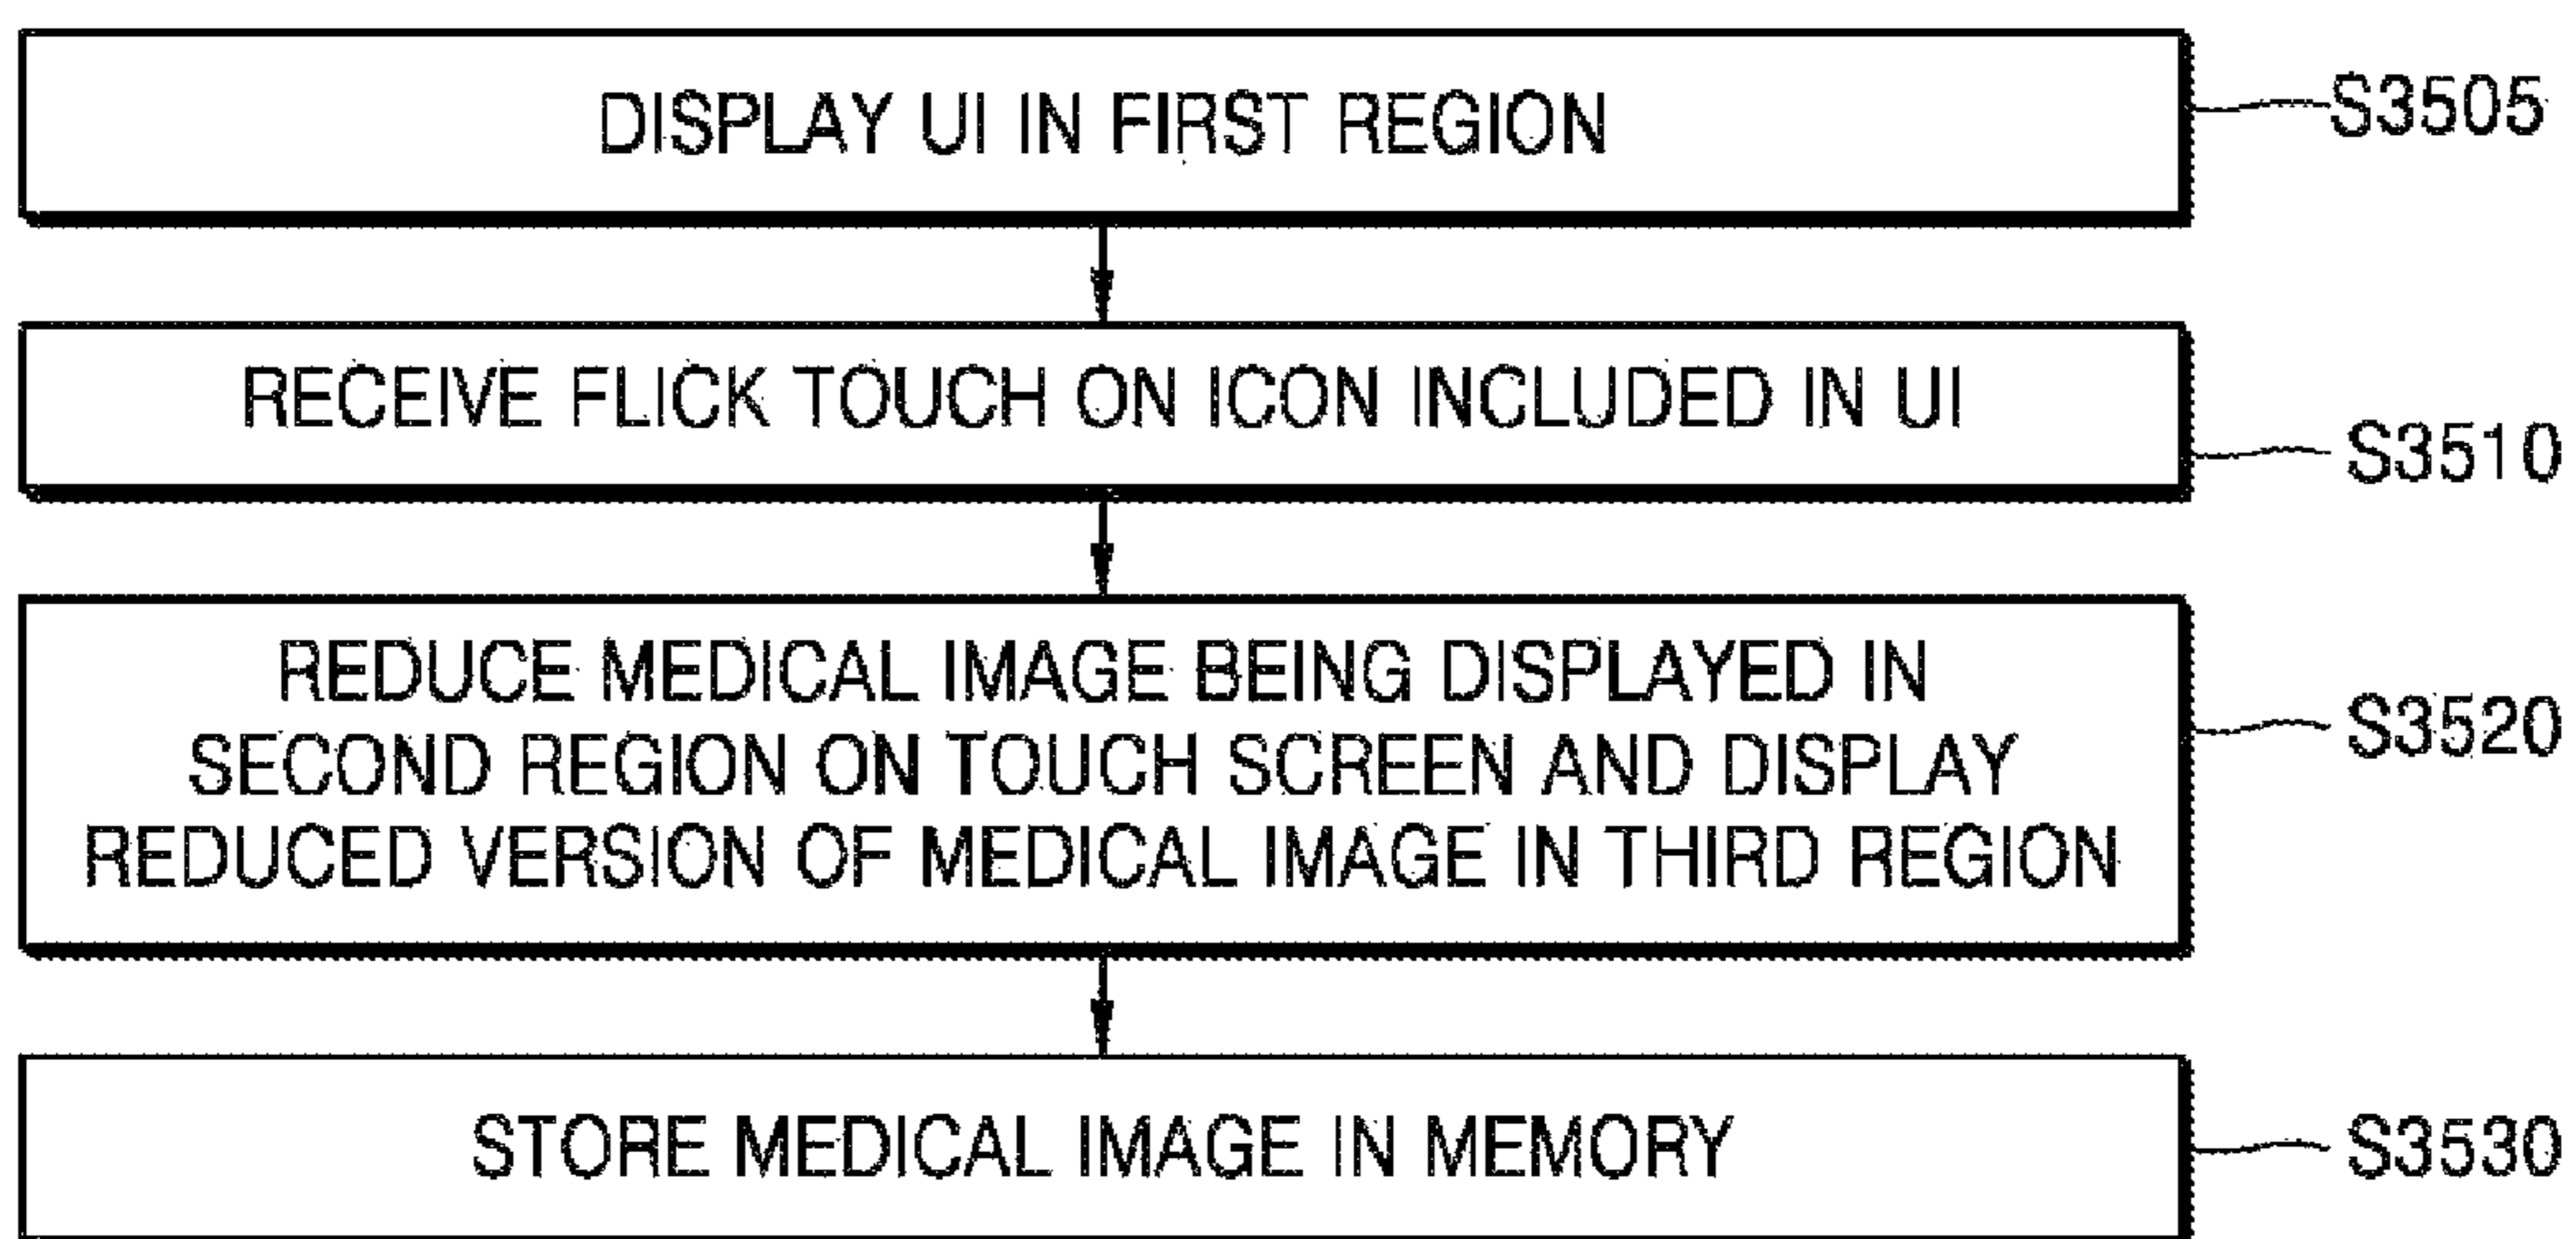 DISPLAY UI IN FIRST REGION
S3505
RECEIVE FLICK TOUCH ON ICON INCLUDED IN UI
S3510
REDUCE MEDICAL IMAGE BEING DISPLAYED IN
SECOND REGION ON TOUCH SCREEN AND DISPLAY
REDUCED VERSION OF MEDICAL IMAGE IN THIRD REGION
S3520
STORE MEDICAL IMAGE IN MEMORY
S3530